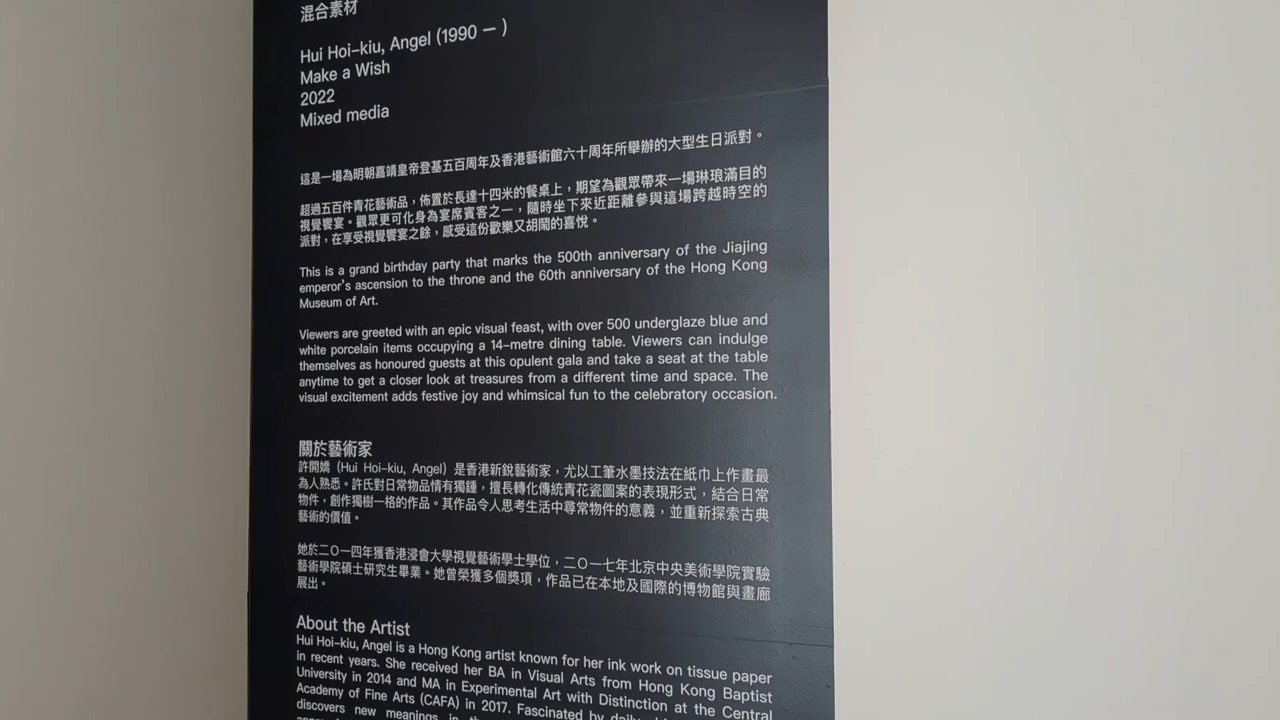 混合素材
Hui Hoi–kiu, Angel (1990 — )
Make a Wish
2022
Mixed media
這是一場為明朝嘉靖皇帝登基五百周年及香港藝術館六十周年所舉辦的大型生日派對。
超過五百件青花藝術品，佈置於長達十四米的餐桌上，期望為觀眾帶來一場琳琅滿目的
視覺饗宴。觀眾更可化身為宴席賓客之一，隨時坐下來近距離參與這場跨越時空的
派對，在享受視覺饗宴之餘，感受這份歡樂又胡鬧的喜悅。
This is a grand birthday party that marks the 500th anniversary of the Jiajing
emperor's ascension to the throne and the 60th anniversary of the Hong Kong
Museum of Art.
Viewers are greeted with an epic visual feast, with over 500 underglaze blue and
white porcelain items occupying a 14–metre dining table. Viewers can indulge
themselves as honoured guests at this opulent gala and take a seat at the table
anytime to get a closer look at treasures from a different time and space. The
visual excitement adds festive joy and whimsical fun to the celebratory occasion.
關於藝術家
許開嬌（Hui Hoi–kiu, Angel）是香港新銳藝術家，尤以工筆水墨技法在紙巾上作畫最
為人熟悉。許氏對日常物品情有獨鍾，擅長轉化傳統青花瓷圖案的表現形式，結合日常
物件，創作獨樹一格的作品。其作品令人思考生活中尋常物件的意義，並重新探索古典
藝術的價值。
她於二〇一四年獲香港浸會大學視覺藝術學士學位，二〇一七年北京中央美術學院實驗
藝術學院碩士研究生畢業。她曾榮獲多個獎項，作品已在本地及國際的博物館與畫廊
展出。
About the Artist
Hui Hoi–kiu, Angel is a Hong Kong artist known for her ink work on tissue paper
in recent years. She received her BA in Visual Arts from Hong Kong Baptist
University in 2014 and MA in Experimental Art with Distinction at the Central
Academy of Fine Arts (CAFA) in 2017. Fascinated by daily
discovers new meanings in